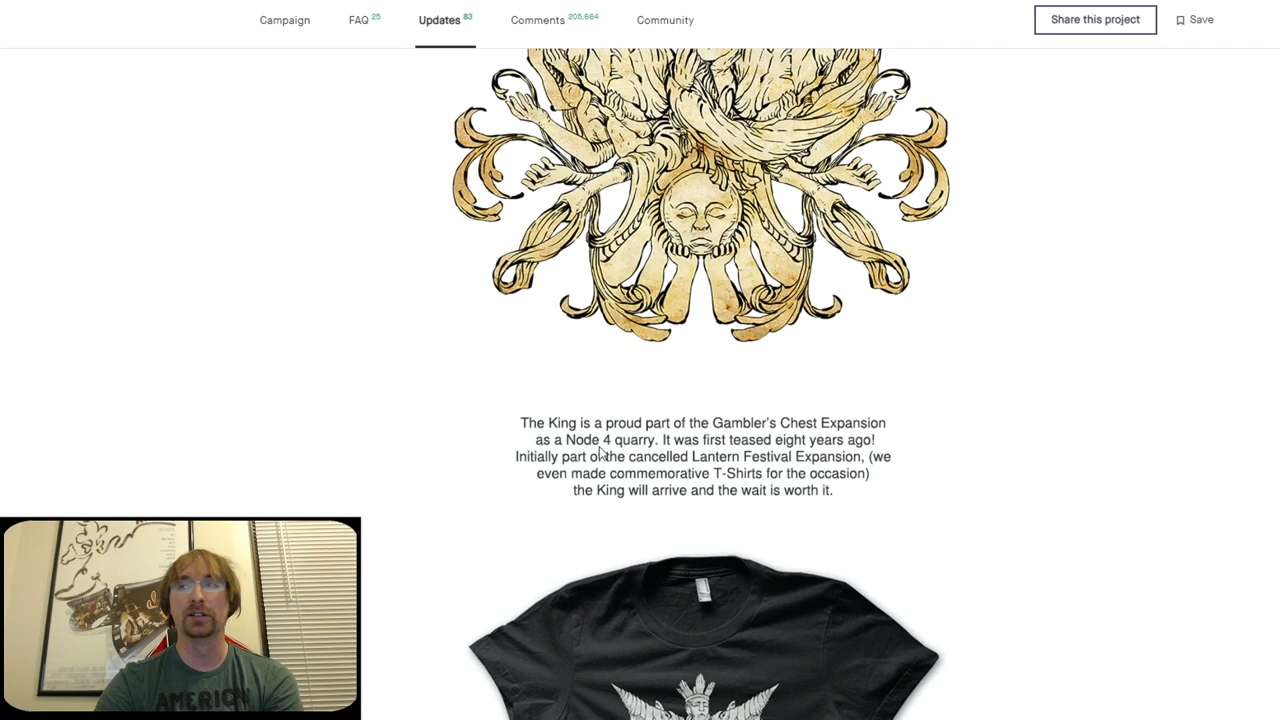 Campaign
FAQ 25
Updates 83
Comments 205,664
Community
Share this project
Save
The King is a proud part of the Gambler's Chest Expansion
as a Node 4 quarry. It was first teased eight years ago!
Initially part of the cancelled Lantern Festival Expansion, (we
even made commemorative T-Shirts for the occasion)
the King will arrive and the wait is worth it.
AMERICAN